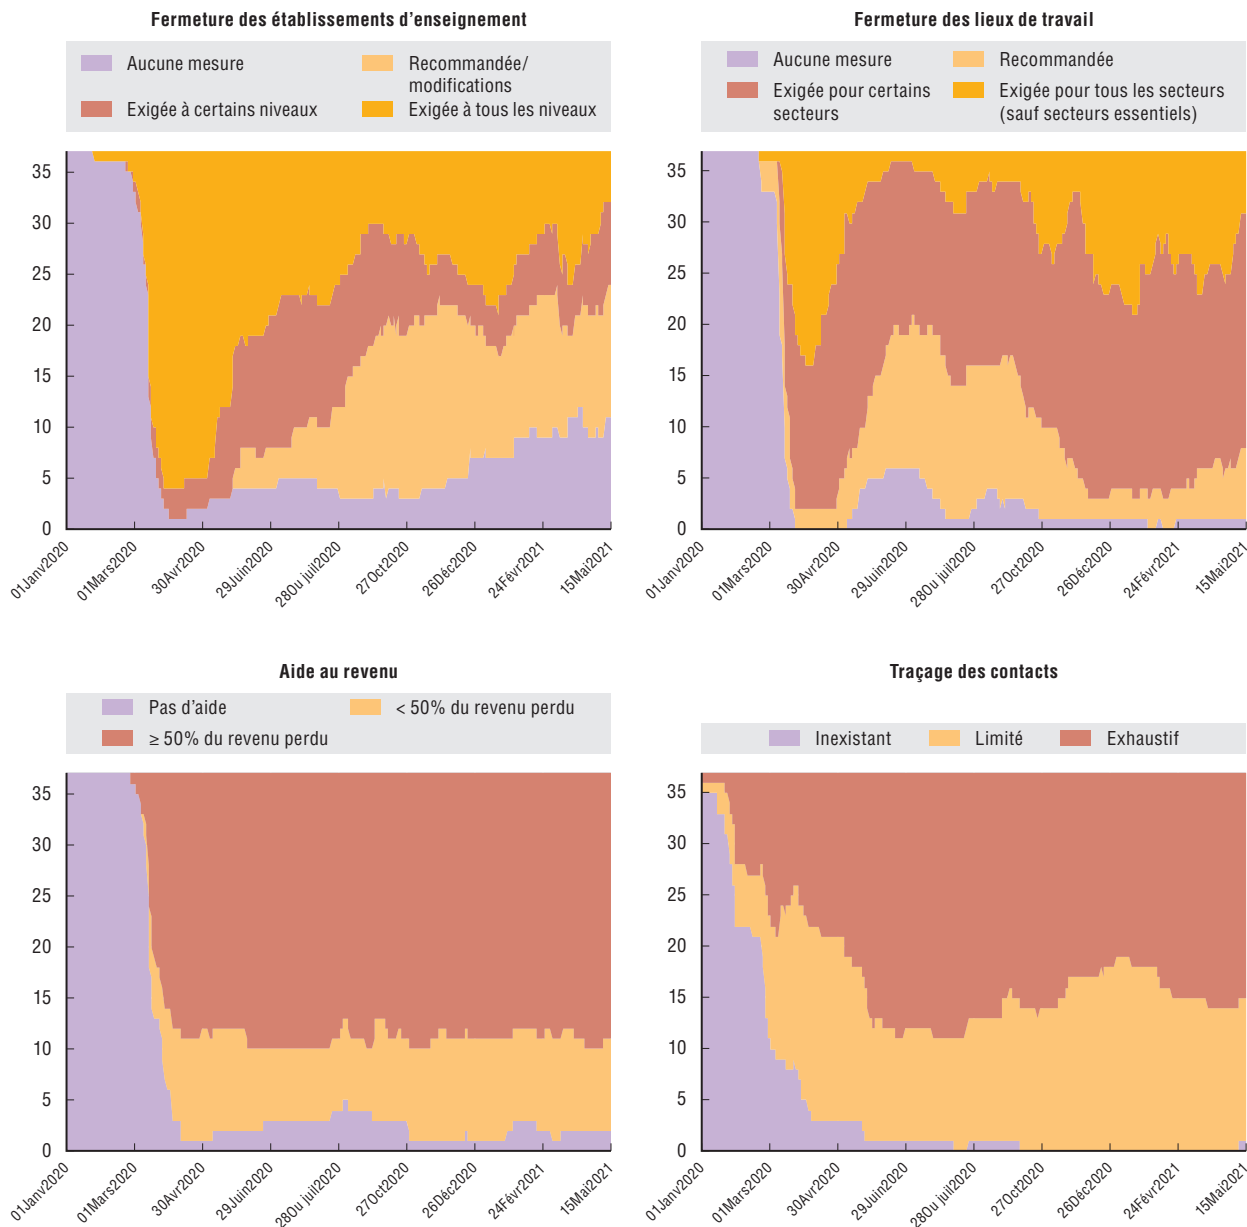 Fermeture des établissements d'enseignement
Aucune mesure
Recommandée/
modifications
Exigée à certains niveaux
Exigée à tous les niveaux
35
30
25
20
15
10
5
0
01Janv2020
01Mars2020
30Avr2020
29Juin2020
280u juil2020
27Oct2020
26Déc2020
24Févr2021
15Mai2021
Fermeture des lieux de travail
Aucune mesure
Recommandée
Exigée pour certains
secteurs
Exigée pour tous les secteurs
(sauf secteurs essentiels)
35
30
25
20
15
10
5
0
01Janv2020
01Mars2020
30Avr2020
29Juin2020
280u juil2020
27Oct2020
26Déc2020
24Févr2021
15Mai2021
Aide au revenu
Pas d'aide
< 50% du revenu perdu
≥ 50% du revenu perdu
35
30
25
20
15
10
5
0
01Janv2020
01Mars2020
30Avr2020
29Juin2020
280u juil2020
27Oct2020
26Déc2020
24Févr2021
15Mai2021
Traçage des contacts
Inexistant
Limité
Exhaustif
35
30
25
20
15
10
5
0
01Janv2020
01Mars2020
30Avr2020
29Juin2020
280u juil2020
27Oct2020
26Déc2020
24Févr2021
15Mai2021